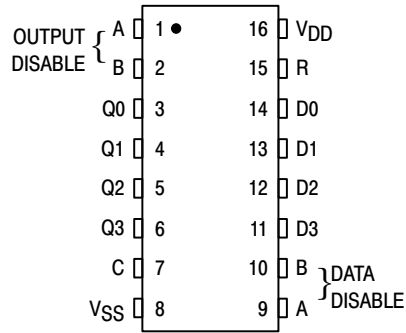 OUTPUT DISABLE { A 1 ● 16 VDD
B 2 15 R
Q0 3 14 D0
Q1 4 13 D1
Q2 5 12 D2
Q3 6 11 D3
C 7 10 B } DATA DISABLE
VSS 8 9 A